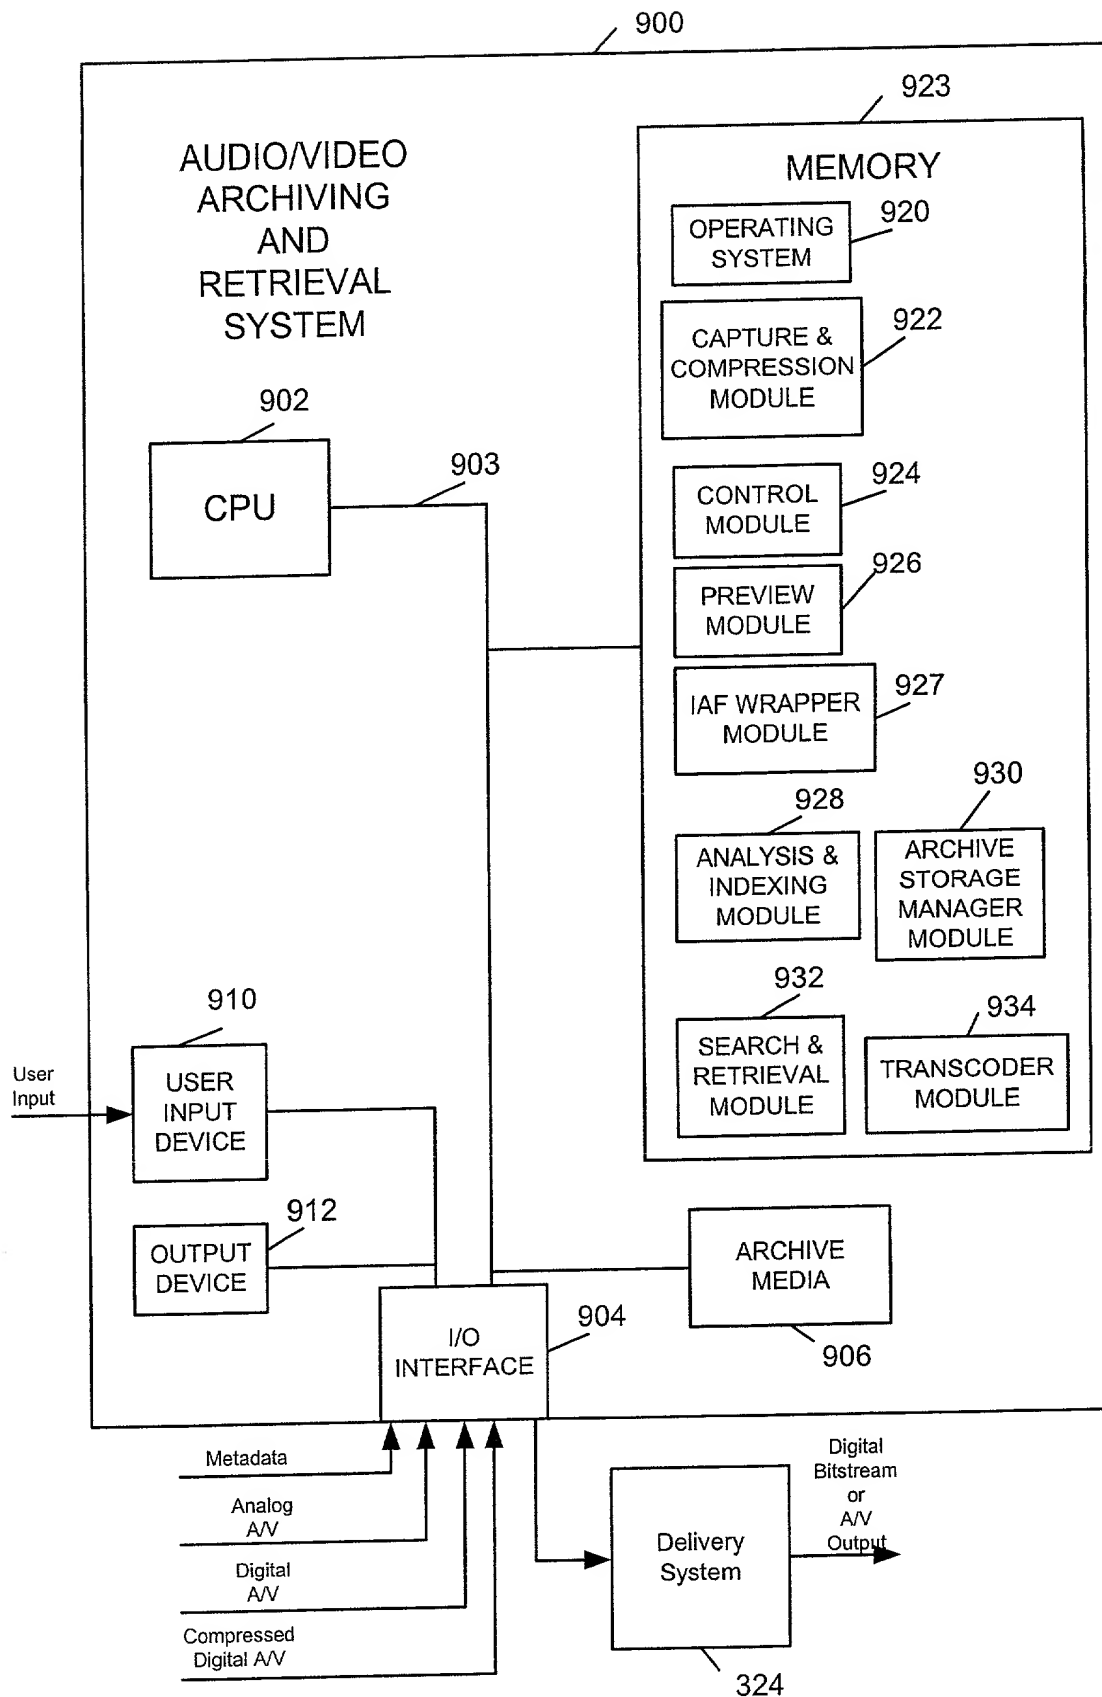 900
923
AUDIO/VIDEO
ARCHIVING
AND
RETRIEVAL
SYSTEM
MEMORY
OPERATING
SYSTEM
920
CAPTURE &
COMPRESSION
MODULE
922
902
CPU
903
CONTROL
MODULE
924
PREVIEW
MODULE
926
IAF WRAPPER
MODULE
927
928
ANALYSIS &
INDEXING
MODULE
930
ARCHIVE
STORAGE
MANAGER
MODULE
932
SEARCH &
RETRIEVAL
MODULE
934
TRANSCODER
MODULE
910
User
Input
USER
INPUT
DEVICE
912
OUTPUT
DEVICE
I/O
INTERFACE
904
ARCHIVE
MEDIA
906
Metadata
Analog
A/V
Digital
A/V
Compressed
Digital A/V
Delivery
System
324
Digital
Bitstream
or
A/V
Output